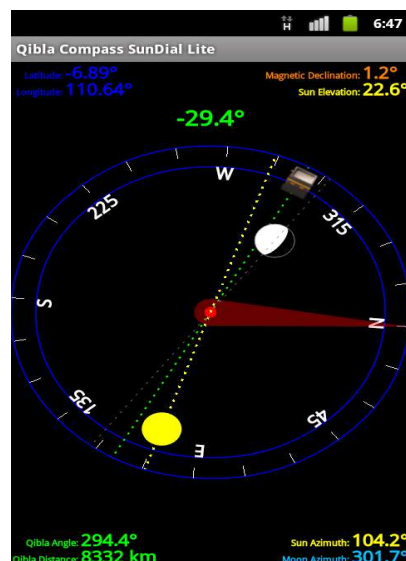 H 6:47
Qibla Compass SunDial Lite
Latitude: -6.89° Magnetic Declination: 1.2°
Longitude: 110.64° Sun Elevation: 22.6°
-29.4°
W
225 315
S N
135 45
E
Qibla Angle: 294.4° Sun Azimuth: 104.2°
Qibla Distance: 8332 km Moon Azimuth: 301.7°